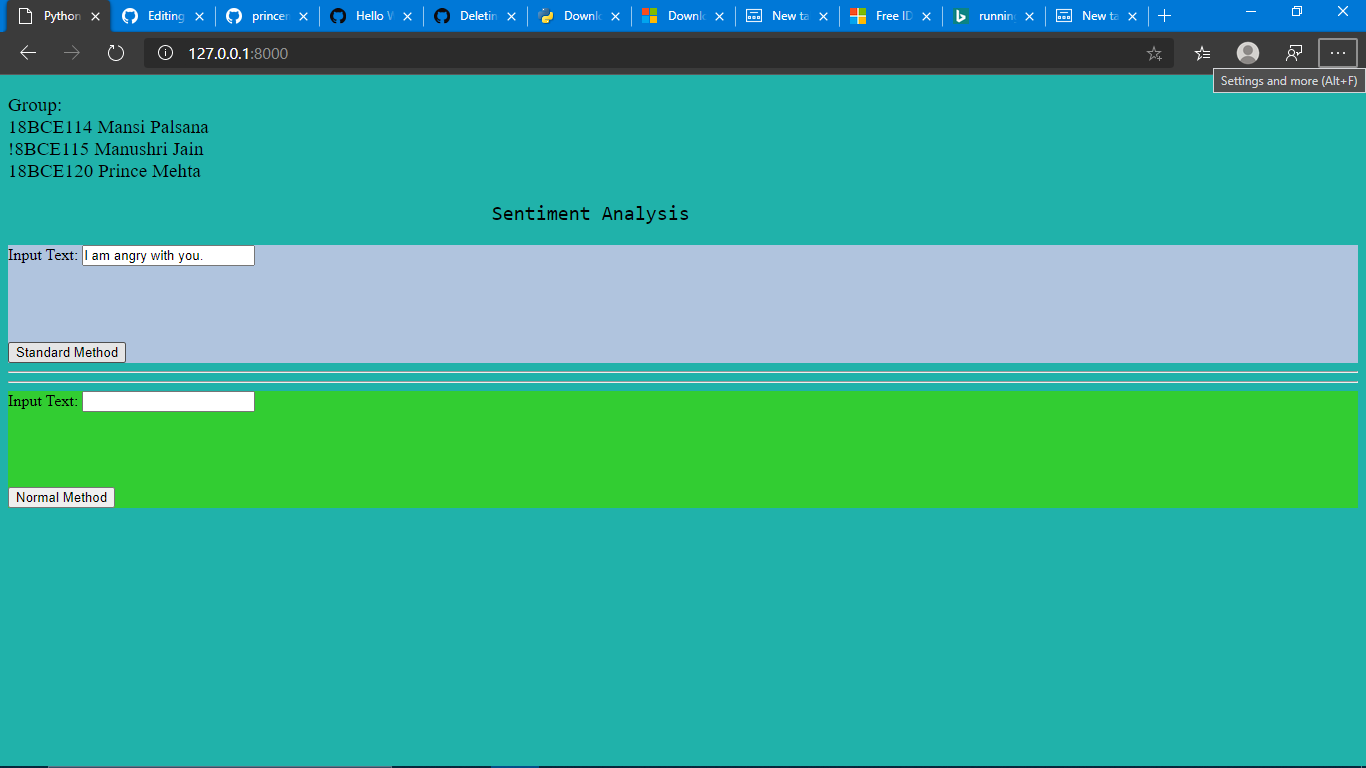 Python Editing prince Hello W Deletin Downlo Downlo New ta Free ID running New ta
127.0.0.1:8000
Settings and more (Alt+F)
Group:
18BCE114 Mansi Palsana
!8BCE115 Manushri Jain
18BCE120 Prince Mehta
Sentiment Analysis
Input Text: I am angry with you.
Standard Method
Input Text:
Normal Method